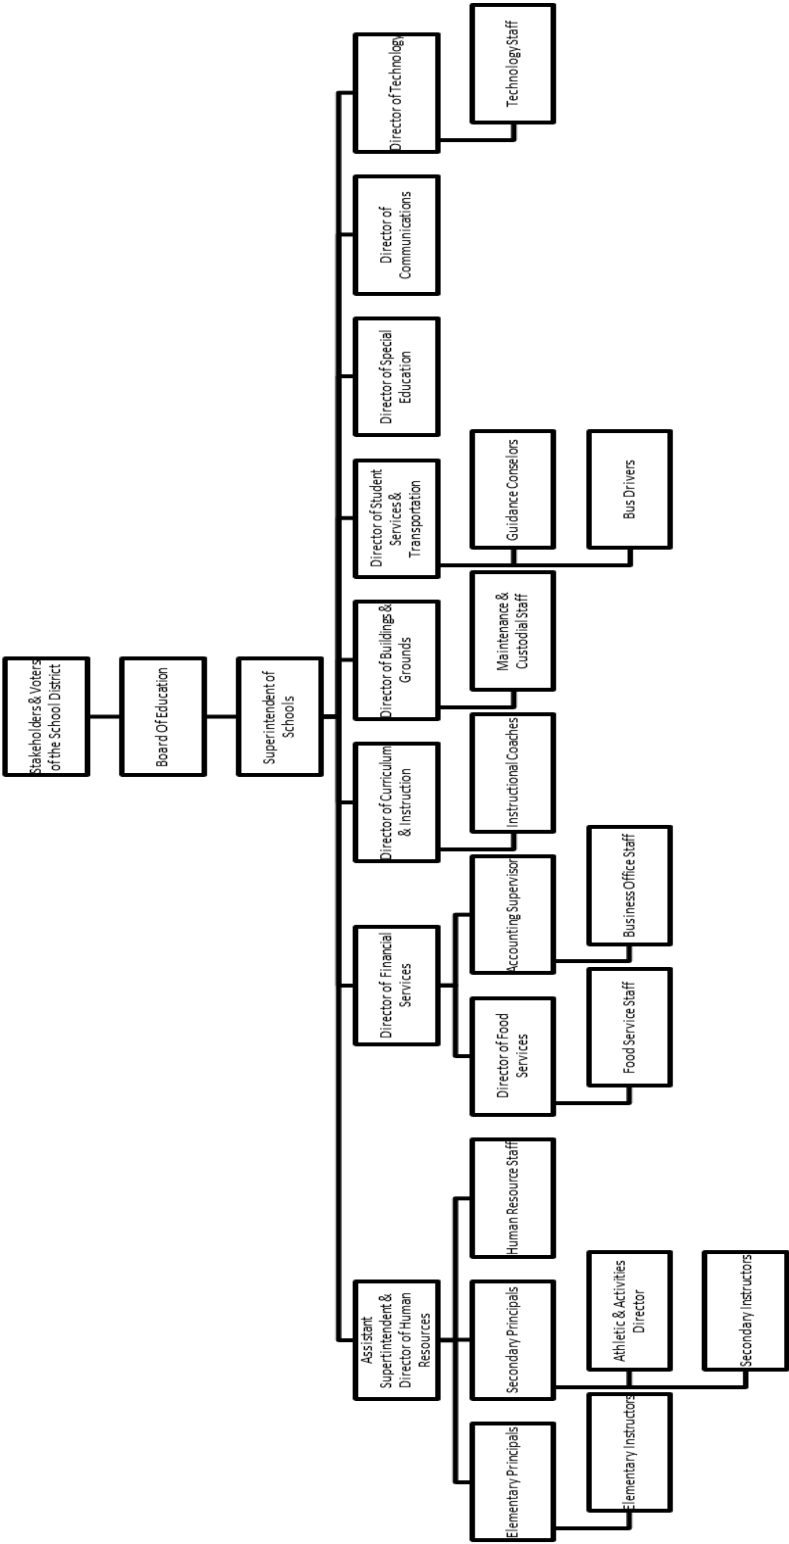 Stakeholders & Voters
of the School District
Board Of Education
Superintendent of
Schools
Assistant
Supertintendent &
Director of Human
Resources
Director of Financial
Services
Director of Curriculum
& Instruction
Director of Buildings &
Grounds
Director of Student
Services &
Transportation
Director of Special
Education
Director of
Communications
Director of Technology
Elementary Principals
Secondary Principals
Human Resource Staff
Director of Food
Services
Accounting Supervisor
Instructional Coaches
Maintenance &
Custodial Staff
Guidance Conselors
Technology Staff
Elementary Instructors
Athletic & Activities
Director
Food Service Staff
Business Office Staff
Bus Drivers
Secondary Instructors